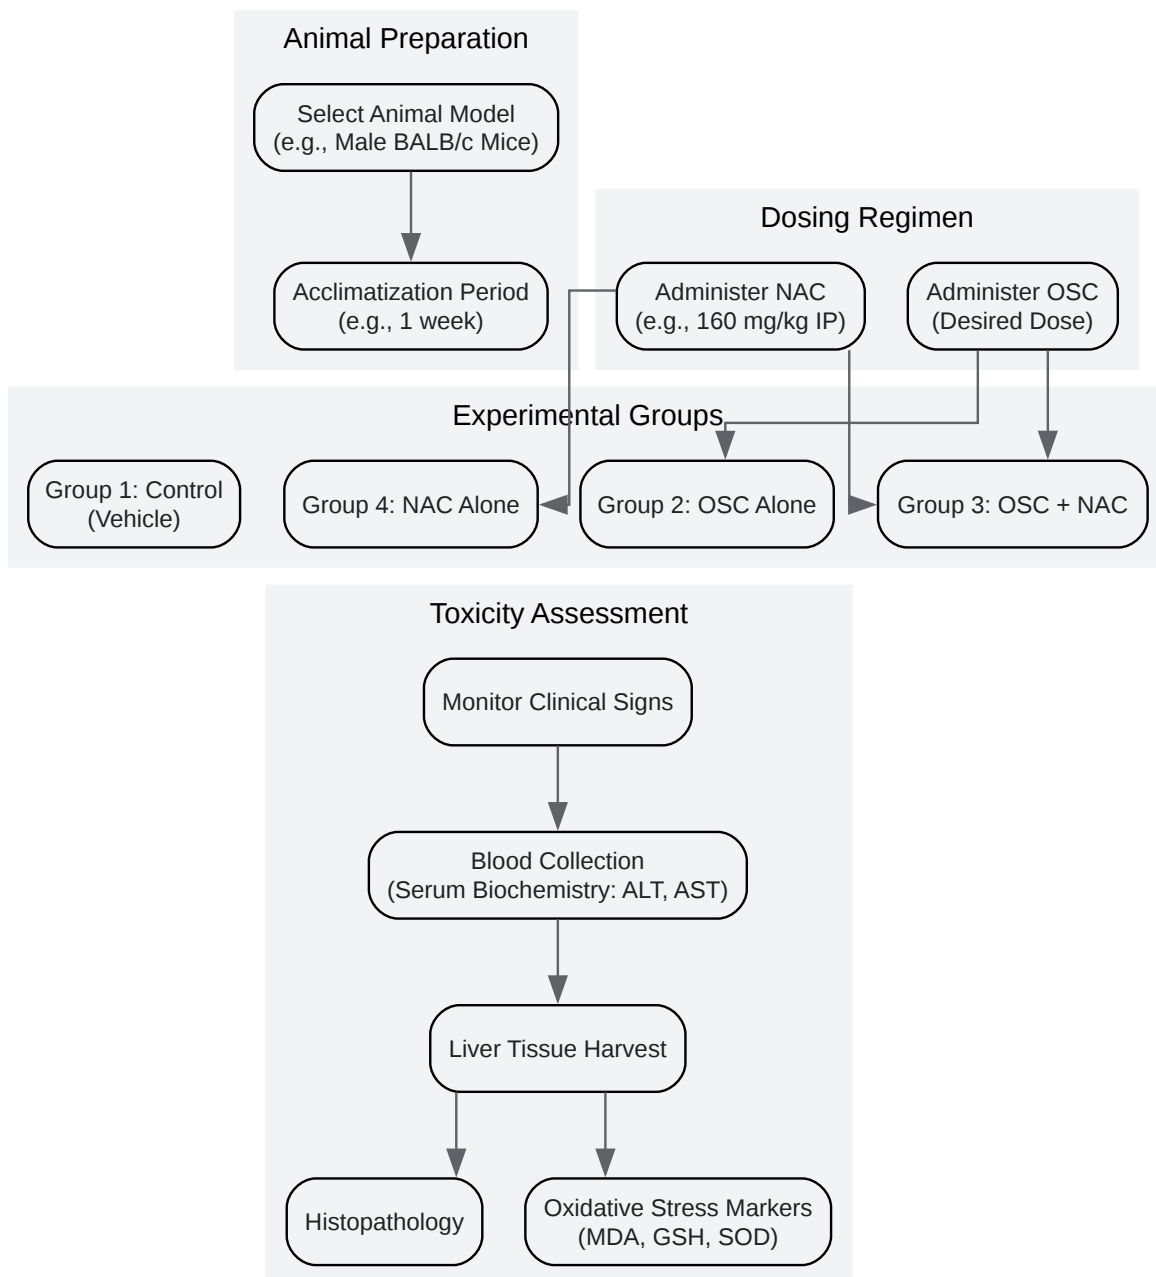 Animal Preparation
Select Animal Model
(e.g., Male BALB/c Mice)
Acclimatization Period
(e.g., 1 week)
Dosing Regimen
Administer NAC
(e.g., 160 mg/kg IP)
Administer OSC
(Desired Dose)
Experimental Groups
Group 1: Control
(Vehicle)
Group 4: NAC Alone
Group 2: OSC Alone
Group 3: OSC + NAC
Toxicity Assessment
Monitor Clinical Signs
Blood Collection
(Serum Biochemistry: ALT, AST)
Liver Tissue Harvest
Histopathology
Oxidative Stress Markers
(MDA, GSH, SOD)